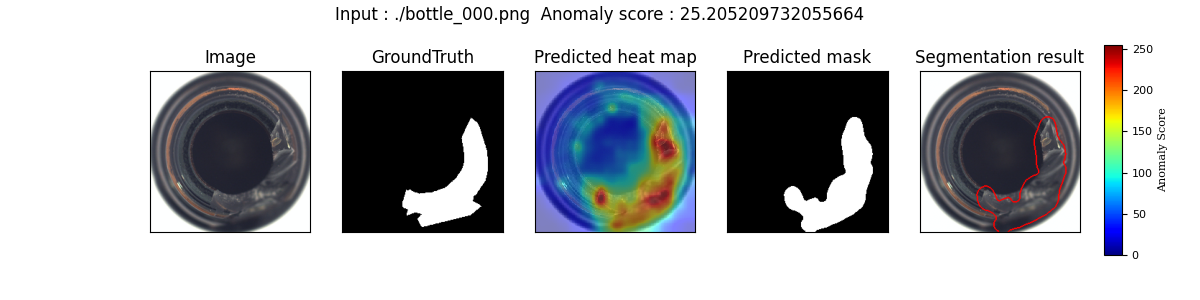 Input : ./bottle_000.png  Anomaly score : 25.205209732055664
Image
GroundTruth
Predicted heat map
Predicted mask
Segmentation result
250
200
150
100
50
0
Anomaly Score